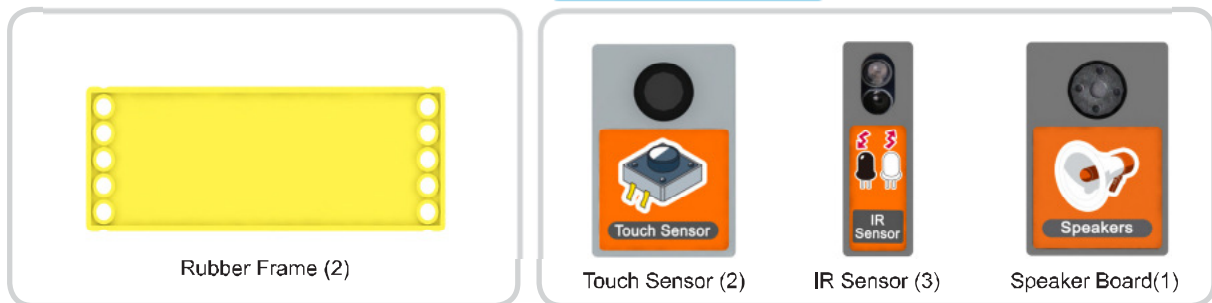 Touch Sensor
IR
Sensor
Speakers
Rubber Frame (2)
Touch Sensor (2)
IR Sensor (3)
Speaker Board(1)